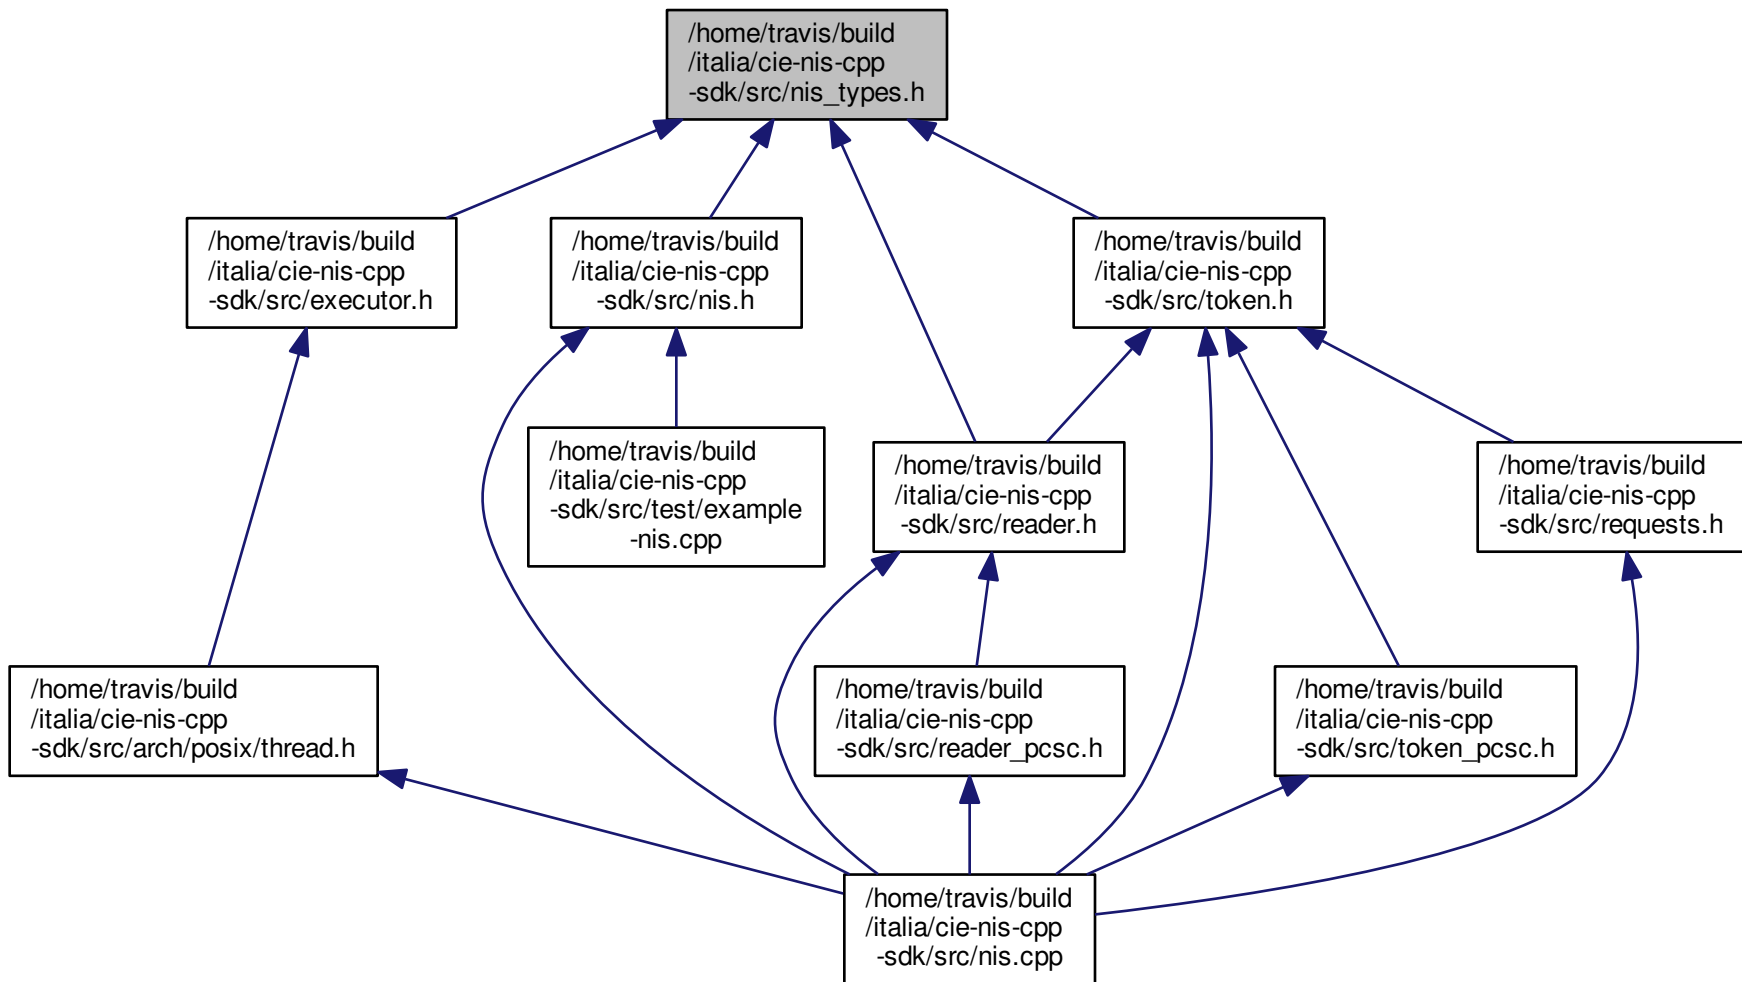 /home/travis/build
/italia/cie-nis-cpp
-sdk/src/nis_types.h
/home/travis/build
/italia/cie-nis-cpp
-sdk/src/executor.h
/home/travis/build
/italia/cie-nis-cpp
-sdk/src/nis.h
/home/travis/build
/italia/cie-nis-cpp
-sdk/src/token.h
/home/travis/build
/italia/cie-nis-cpp
-sdk/src/test/example
-nis.cpp
/home/travis/build
/italia/cie-nis-cpp
-sdk/src/reader.h
/home/travis/build
/italia/cie-nis-cpp
-sdk/src/requests.h
/home/travis/build
/italia/cie-nis-cpp
-sdk/src/arch/posix/thread.h
/home/travis/build
/italia/cie-nis-cpp
-sdk/src/reader_pcsc.h
/home/travis/build
/italia/cie-nis-cpp
-sdk/src/token_pcsc.h
/home/travis/build
/italia/cie-nis-cpp
-sdk/src/nis.cpp